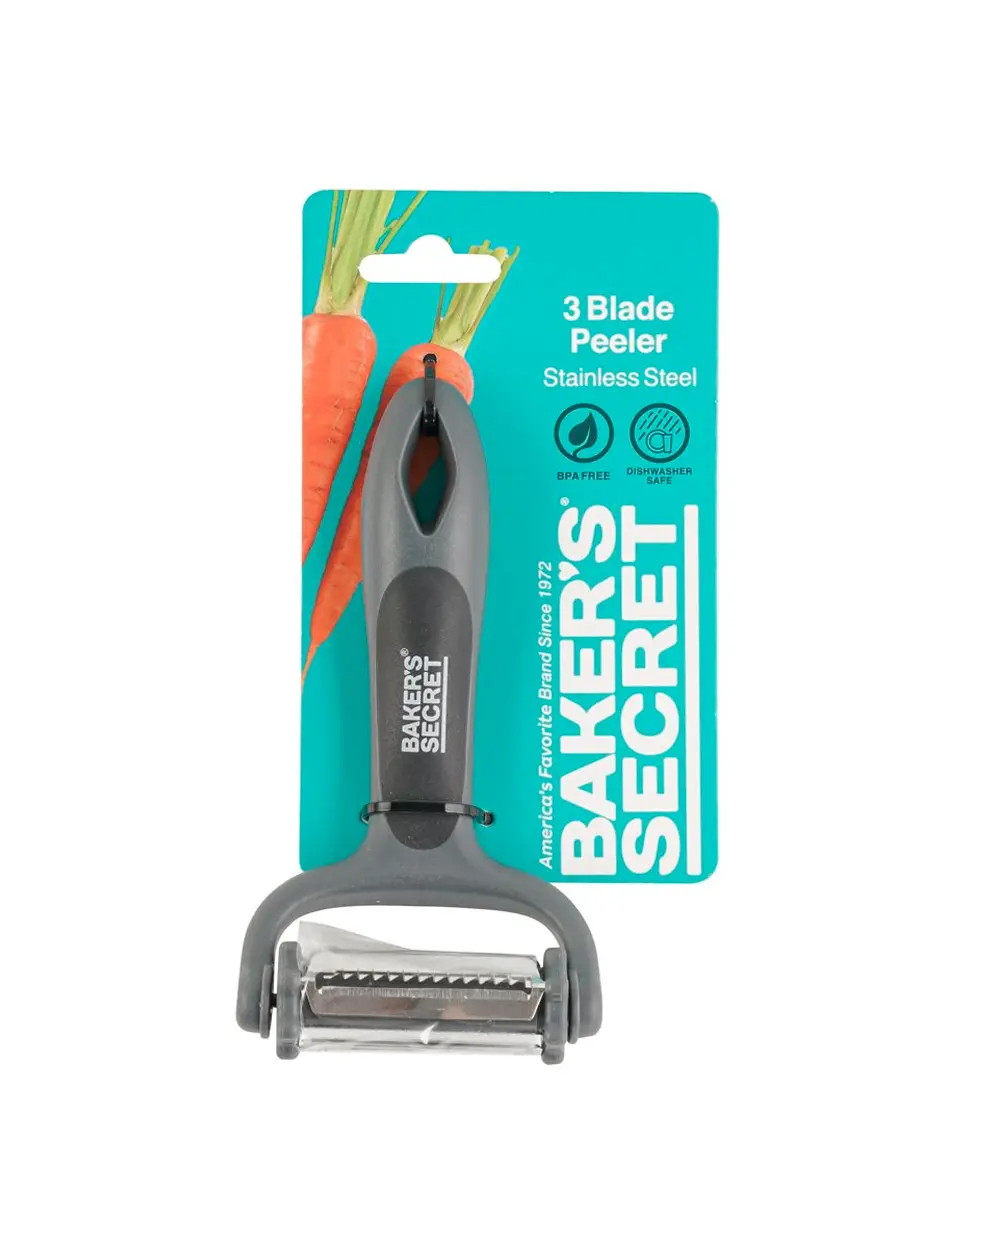 3 Blade
Peeler
Stainless Steel
BPA FREE
DISHWASHER
SAFE
America's Favorite Brand Since 1972
BAKER'S®
SECRET
BAKER'S®
SECRET